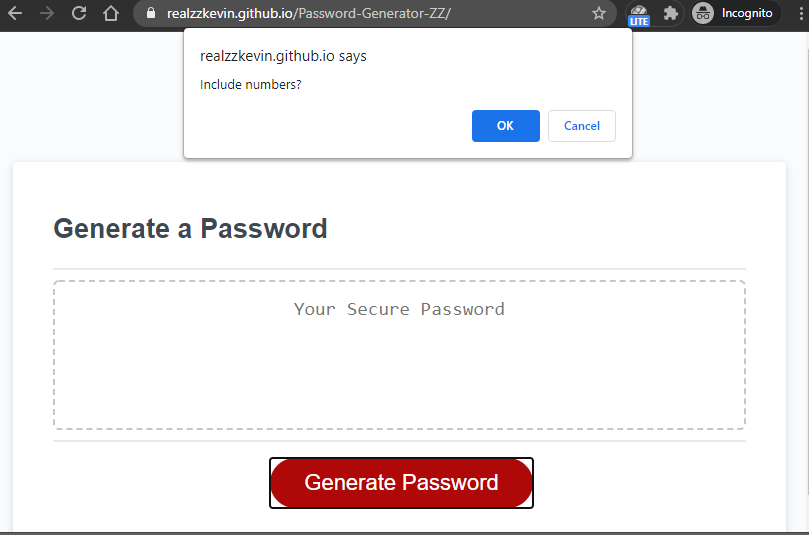 realzzkevin.github.io/Password-Generator-ZZ/
LITE
Incognito
realzzkevin.github.io says
Include numbers?
OK
Cancel
Generate a Password
Your Secure Password
Generate Password